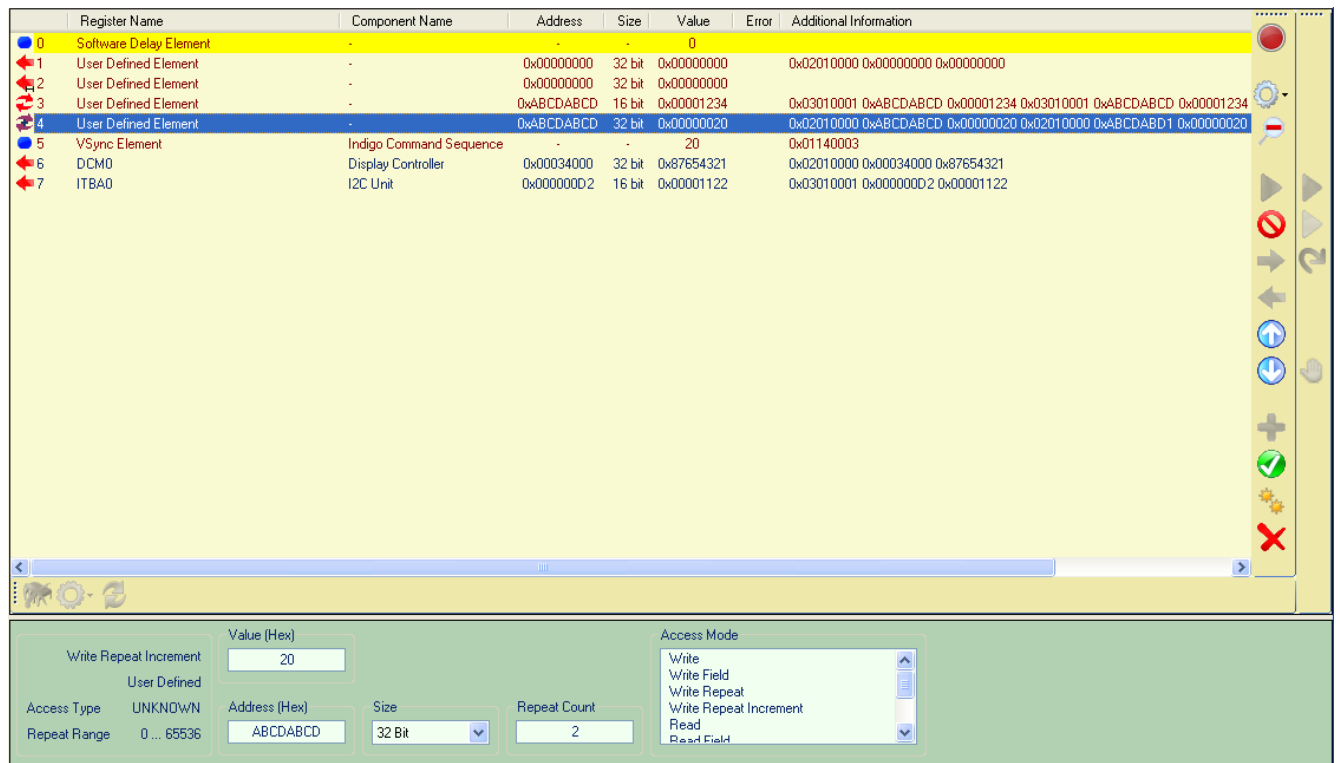 Register Name Component Name Address Size Value Error Additional Information
0 Software Delay Element - - - 0
1 User Defined Element - 0x00000000 32 bit 0x00000000 0x02010000 0x00000000 0x00000000
2 User Defined Element - 0x00000000 32 bit 0x00000000
3 User Defined Element - 0xABCDABCD 16 bit 0x00001234 0x03010001 0xABCDABCD 0x00001234 0x03010001 0xABCDABCD 0x00001234
4 User Defined Element - 0xABCDABCD 32 bit 0x00000020 0x02010000 0xABCDABCD 0x00000020 0x02010000 0xABCDABD1 0x00000020
5 VSync Element Indigo Command Sequence - - 20 0x01140003
6 DCM0 Display Controller 0x00034000 32 bit 0x87654321 0x02010000 0x00034000 0x87654321
7 ITBA0 I2C Unit 0x000000D2 16 bit 0x00001122 0x03010001 0x000000D2 0x00001122
Write Repeat Increment
User Defined
Access Type UNKNOWN
Repeat Range 0 ... 65536
Value (Hex)
20
Address (Hex)
ABCDABCD
Size
32 Bit
Repeat Count
2
Access Mode
Write
Write Field
Write Repeat
Write Repeat Increment
Read
Read Field